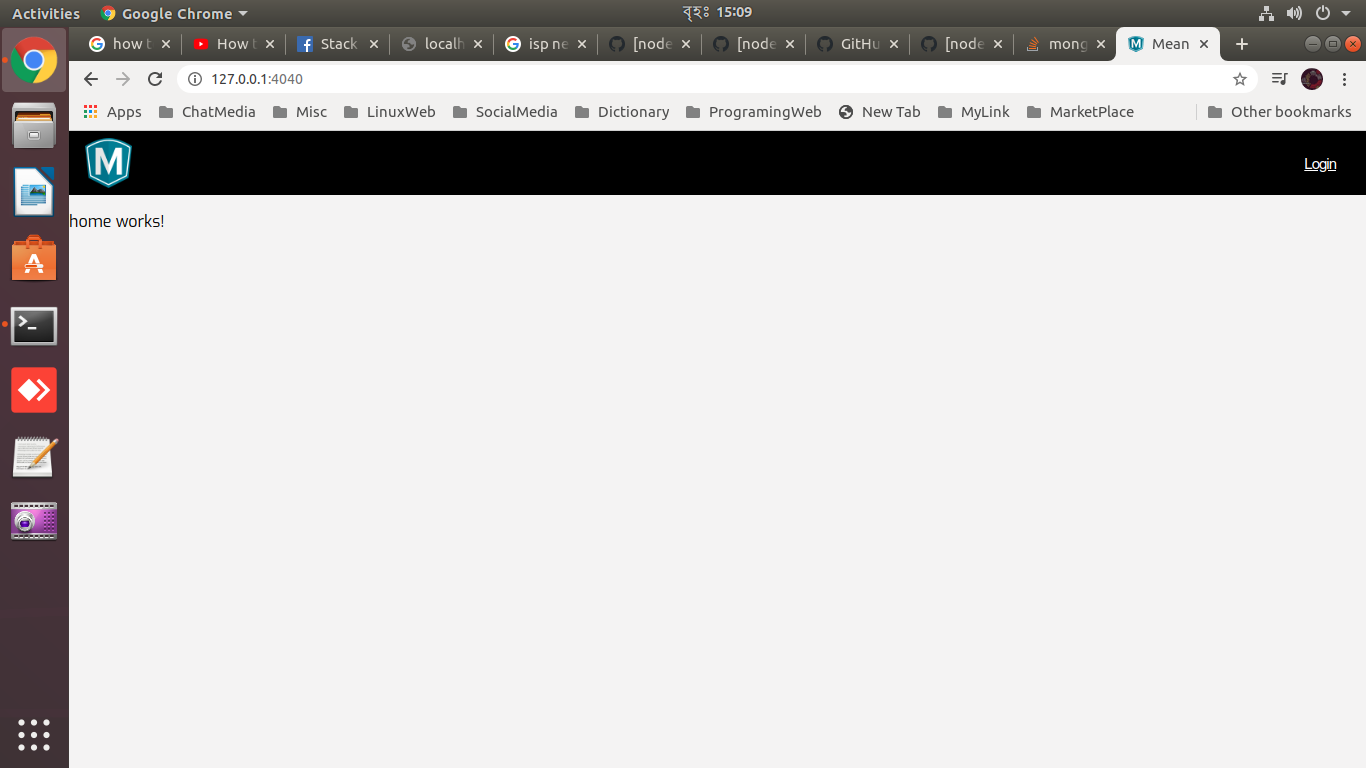 Activities Google Chrome বৃহঃ 15:09
how t How t Stack localh isp ne [node [node GitHu [node mong Mean
127.0.0.1:4040
Apps ChatMedia Misc LinuxWeb SocialMedia Dictionary ProgramingWeb New Tab MyLink MarketPlace Other bookmarks
M Login
home works!